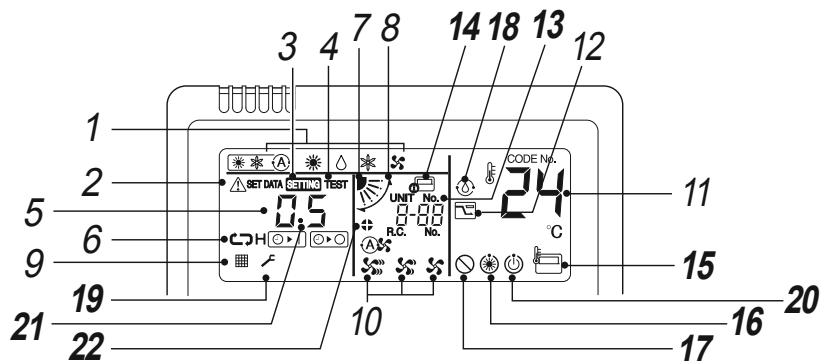 7 8 14 18 13
3 4 12
1
CODE No.
2 SET DATA SETTING TEST 24 11
UNIT No.
5 0.5 8-88
R.C. No. °C
6 H
A
9
15
19 10 20
21 16
22 17